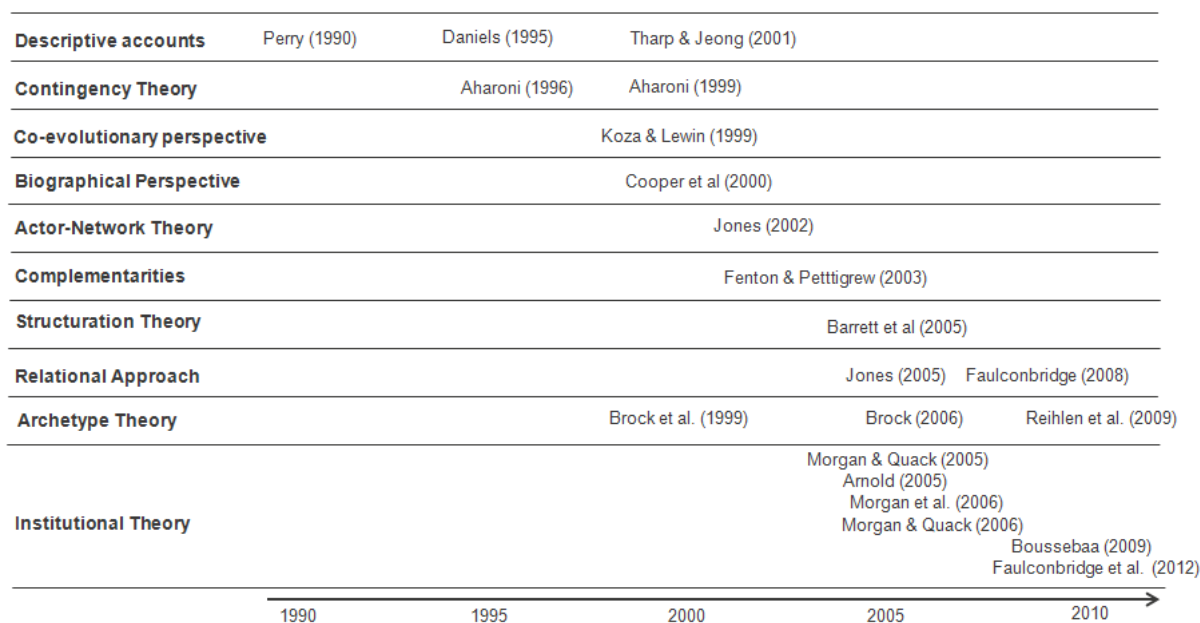 Descriptive accounts Perry (1990) Daniels (1995) Tharp & Jeong (2001)
Contingency Theory Aharoni (1996) Aharoni (1999)
Co-evolutionary perspective Koza & Lewin (1999)
Biographical Perspective Cooper et al (2000)
Actor-Network Theory Jones (2002)
Complementarities Fenton & Petttigrew (2003)
Structuration Theory Barrett et al (2005)
Relational Approach Jones (2005) Faulconbridge (2008)
Archetype Theory Brock et al. (1999) Brock (2006) Reihlen et al. (2009)
Morgan & Quack (2005)
Arnold (2005)
Morgan et al. (2006)
Institutional Theory Morgan & Quack (2006)
Boussebaa (2009)
Faulconbridge et al. (2012)
1990 1995 2000 2005 2010